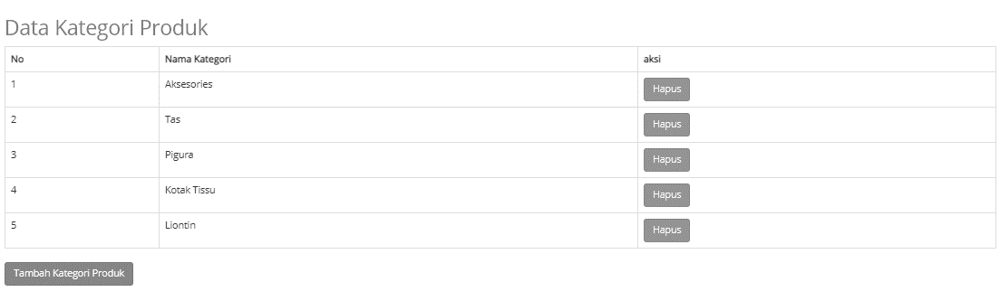 Data Kategori Produk
No Nama Kategori aksi
1 Aksesories Hapus
2 Tas Hapus
3 Pigura Hapus
4 Kotak Tissu Hapus
5 Liontin Hapus
Tambah Kategori Produk